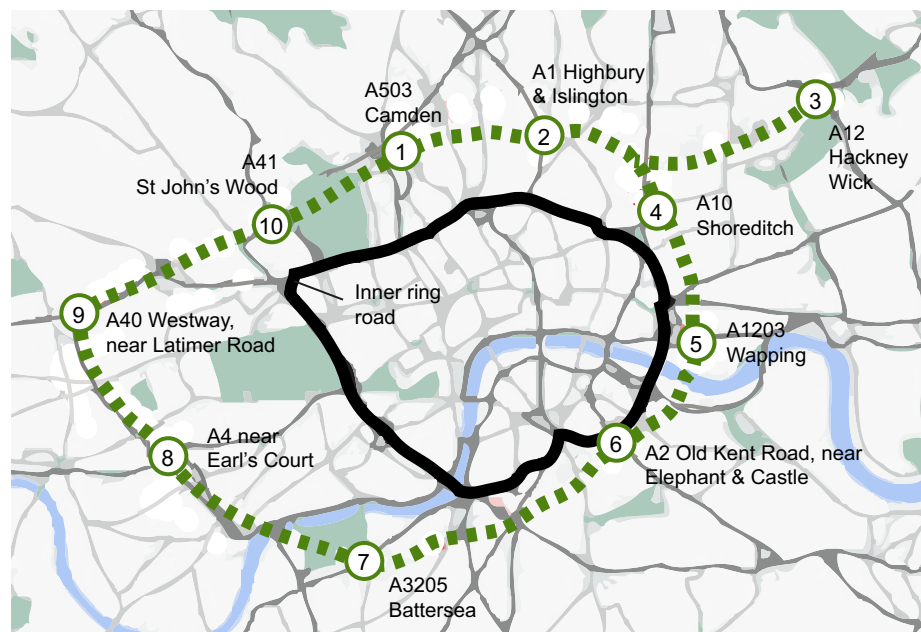 A1 Highbury
& Islington
3
A503
Camden
2
A12
Hackney
Wick
1
A41
St John's Wood
4
A10
Shoreditch
10
Inner ring
road
9
A40 Westway,
near Latimer Road
5
A1203
Wapping
8
A4 near
Earl's Court
6
A2 Old Kent Road, near
Elephant & Castle
7
A3205
Battersea